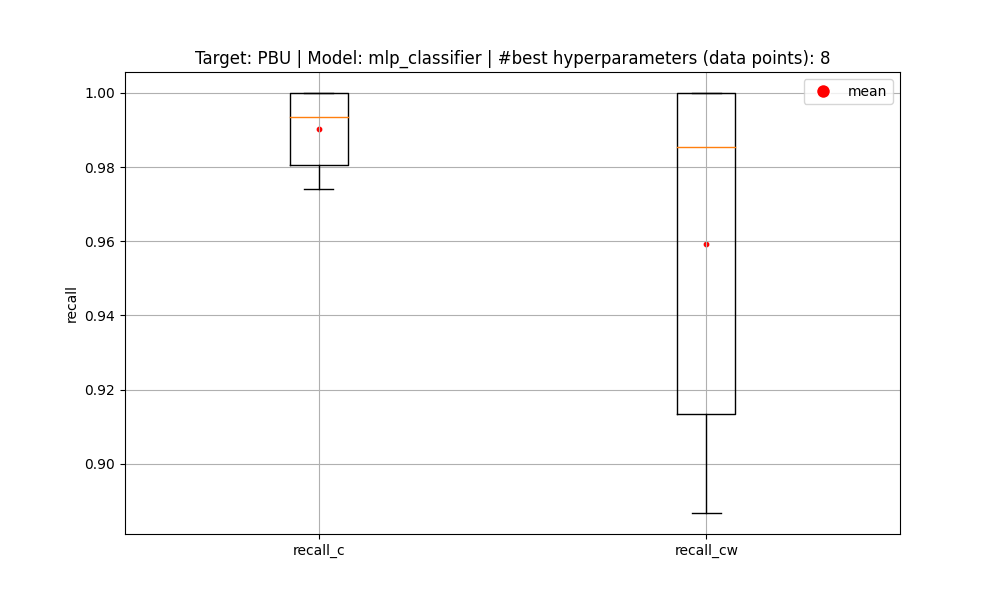 Target: PBU | Model: mlp_classifier | #best hyperparameters (data points): 8
mean
1.00
0.98
0.96
0.94
0.92
0.90
recall
recall_c
recall_cw